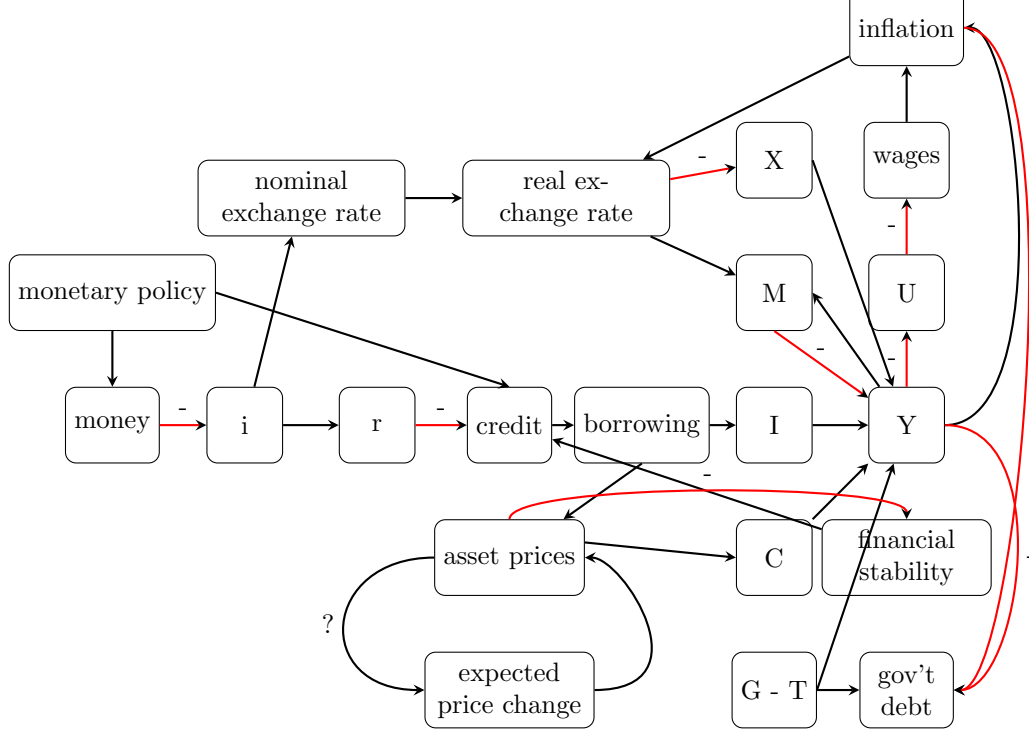 inflation
-
X
wages
nominal
exchange rate
real ex-
change rate
-
monetary policy
M
U
-
-
money
-
i
r
-
credit
borrowing
I
Y
-
asset prices
C
financial
stability
-
?
expected
price change
G - T
gov't
debt